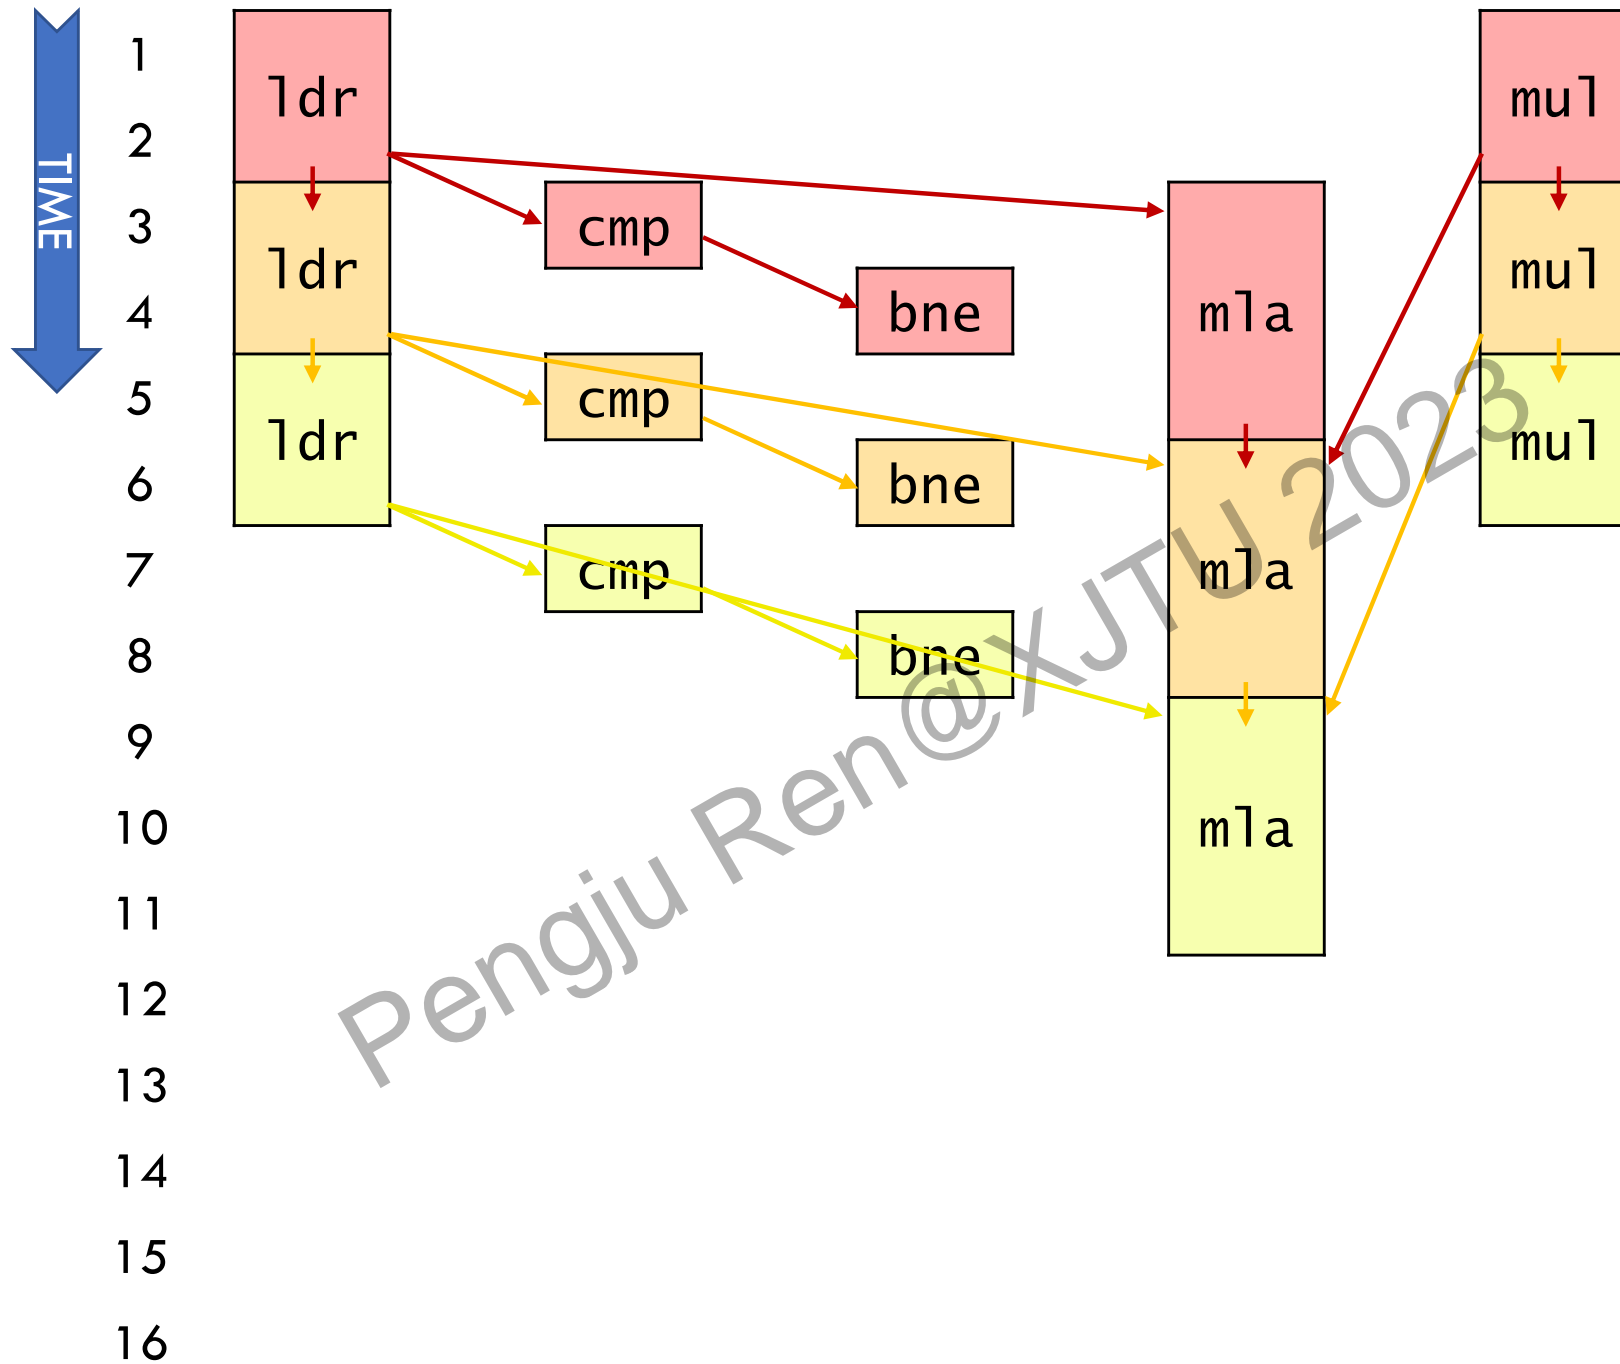 TIME
1
ldr mul
2
3
cmp
ldr mul
4
bne mla
5
cmp
ldr mul
6
bne
7
cmp mla
8
bne
9
10
mla
11
12
13
14
15
16
Pengju Ren@XJTU 2023